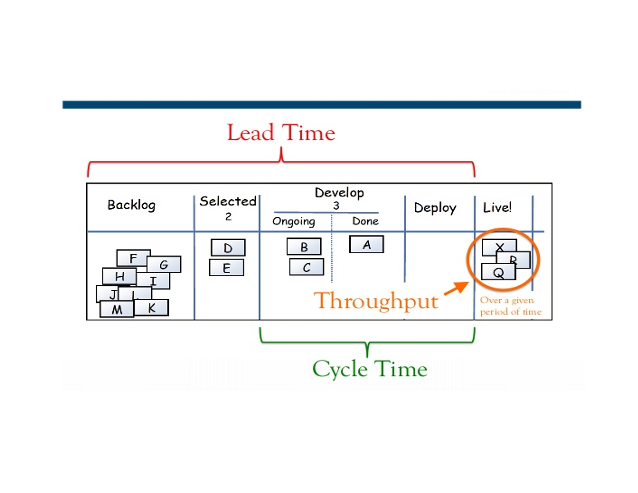 Lead Time
Backlog
Selected
2
Develop
3
Ongoing
Done
Deploy
Live!
D
E
B
C
A
X
Q
F
G
H
I
J
M
K
Throughput
Over a given
period of time
Cycle Time